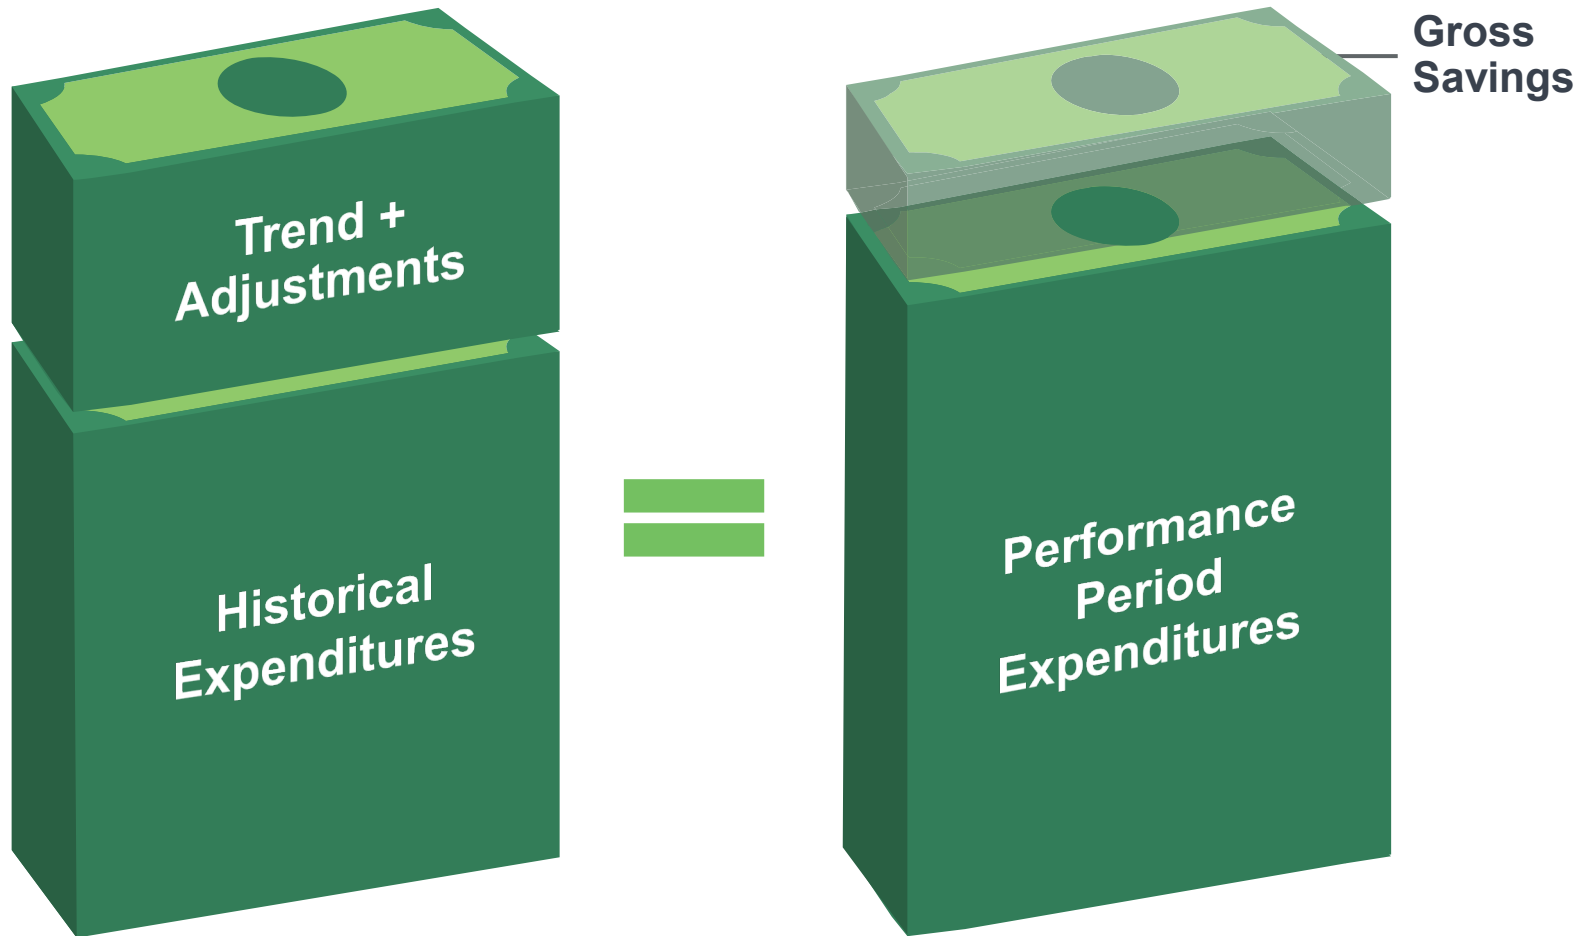 Gross
Savings
Trend +
Adjustments
Historical
Expenditures
Performance
Period
Expenditures